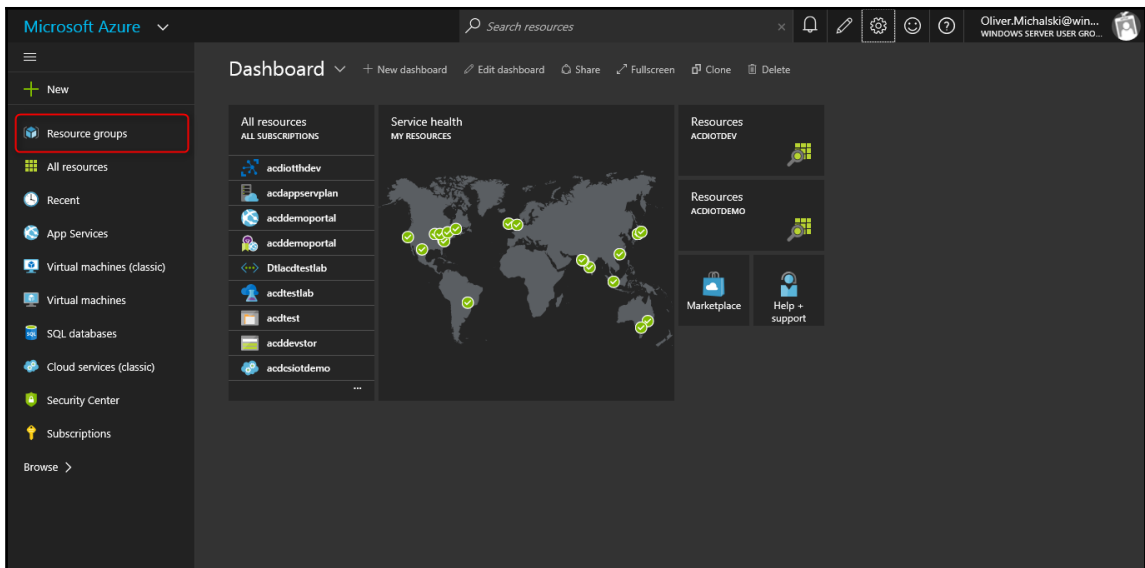 Microsoft Azure
Search resources
Oliver.Michalski@win...
WINDOWS SERVER USER GRO...
New
Resource groups
All resources
Recent
App Services
Virtual machines (classic)
Virtual machines
SQL databases
Cloud services (classic)
Security Center
Subscriptions
Browse
Dashboard
New dashboard
Edit dashboard
Share
Fullscreen
Clone
Delete
All resources
ALL SUBSCRIPTIONS
acdiotthdev
acdappservplan
acddemoportal
acddemoportal
Dtlacdtestlab
acdtestlab
acdtest
acddevstor
acdcsiotdemo
...
Service health
MY RESOURCES
Resources
ACDIOTDEV
Resources
ACDIOTDEMO
Marketplace
Help +
support